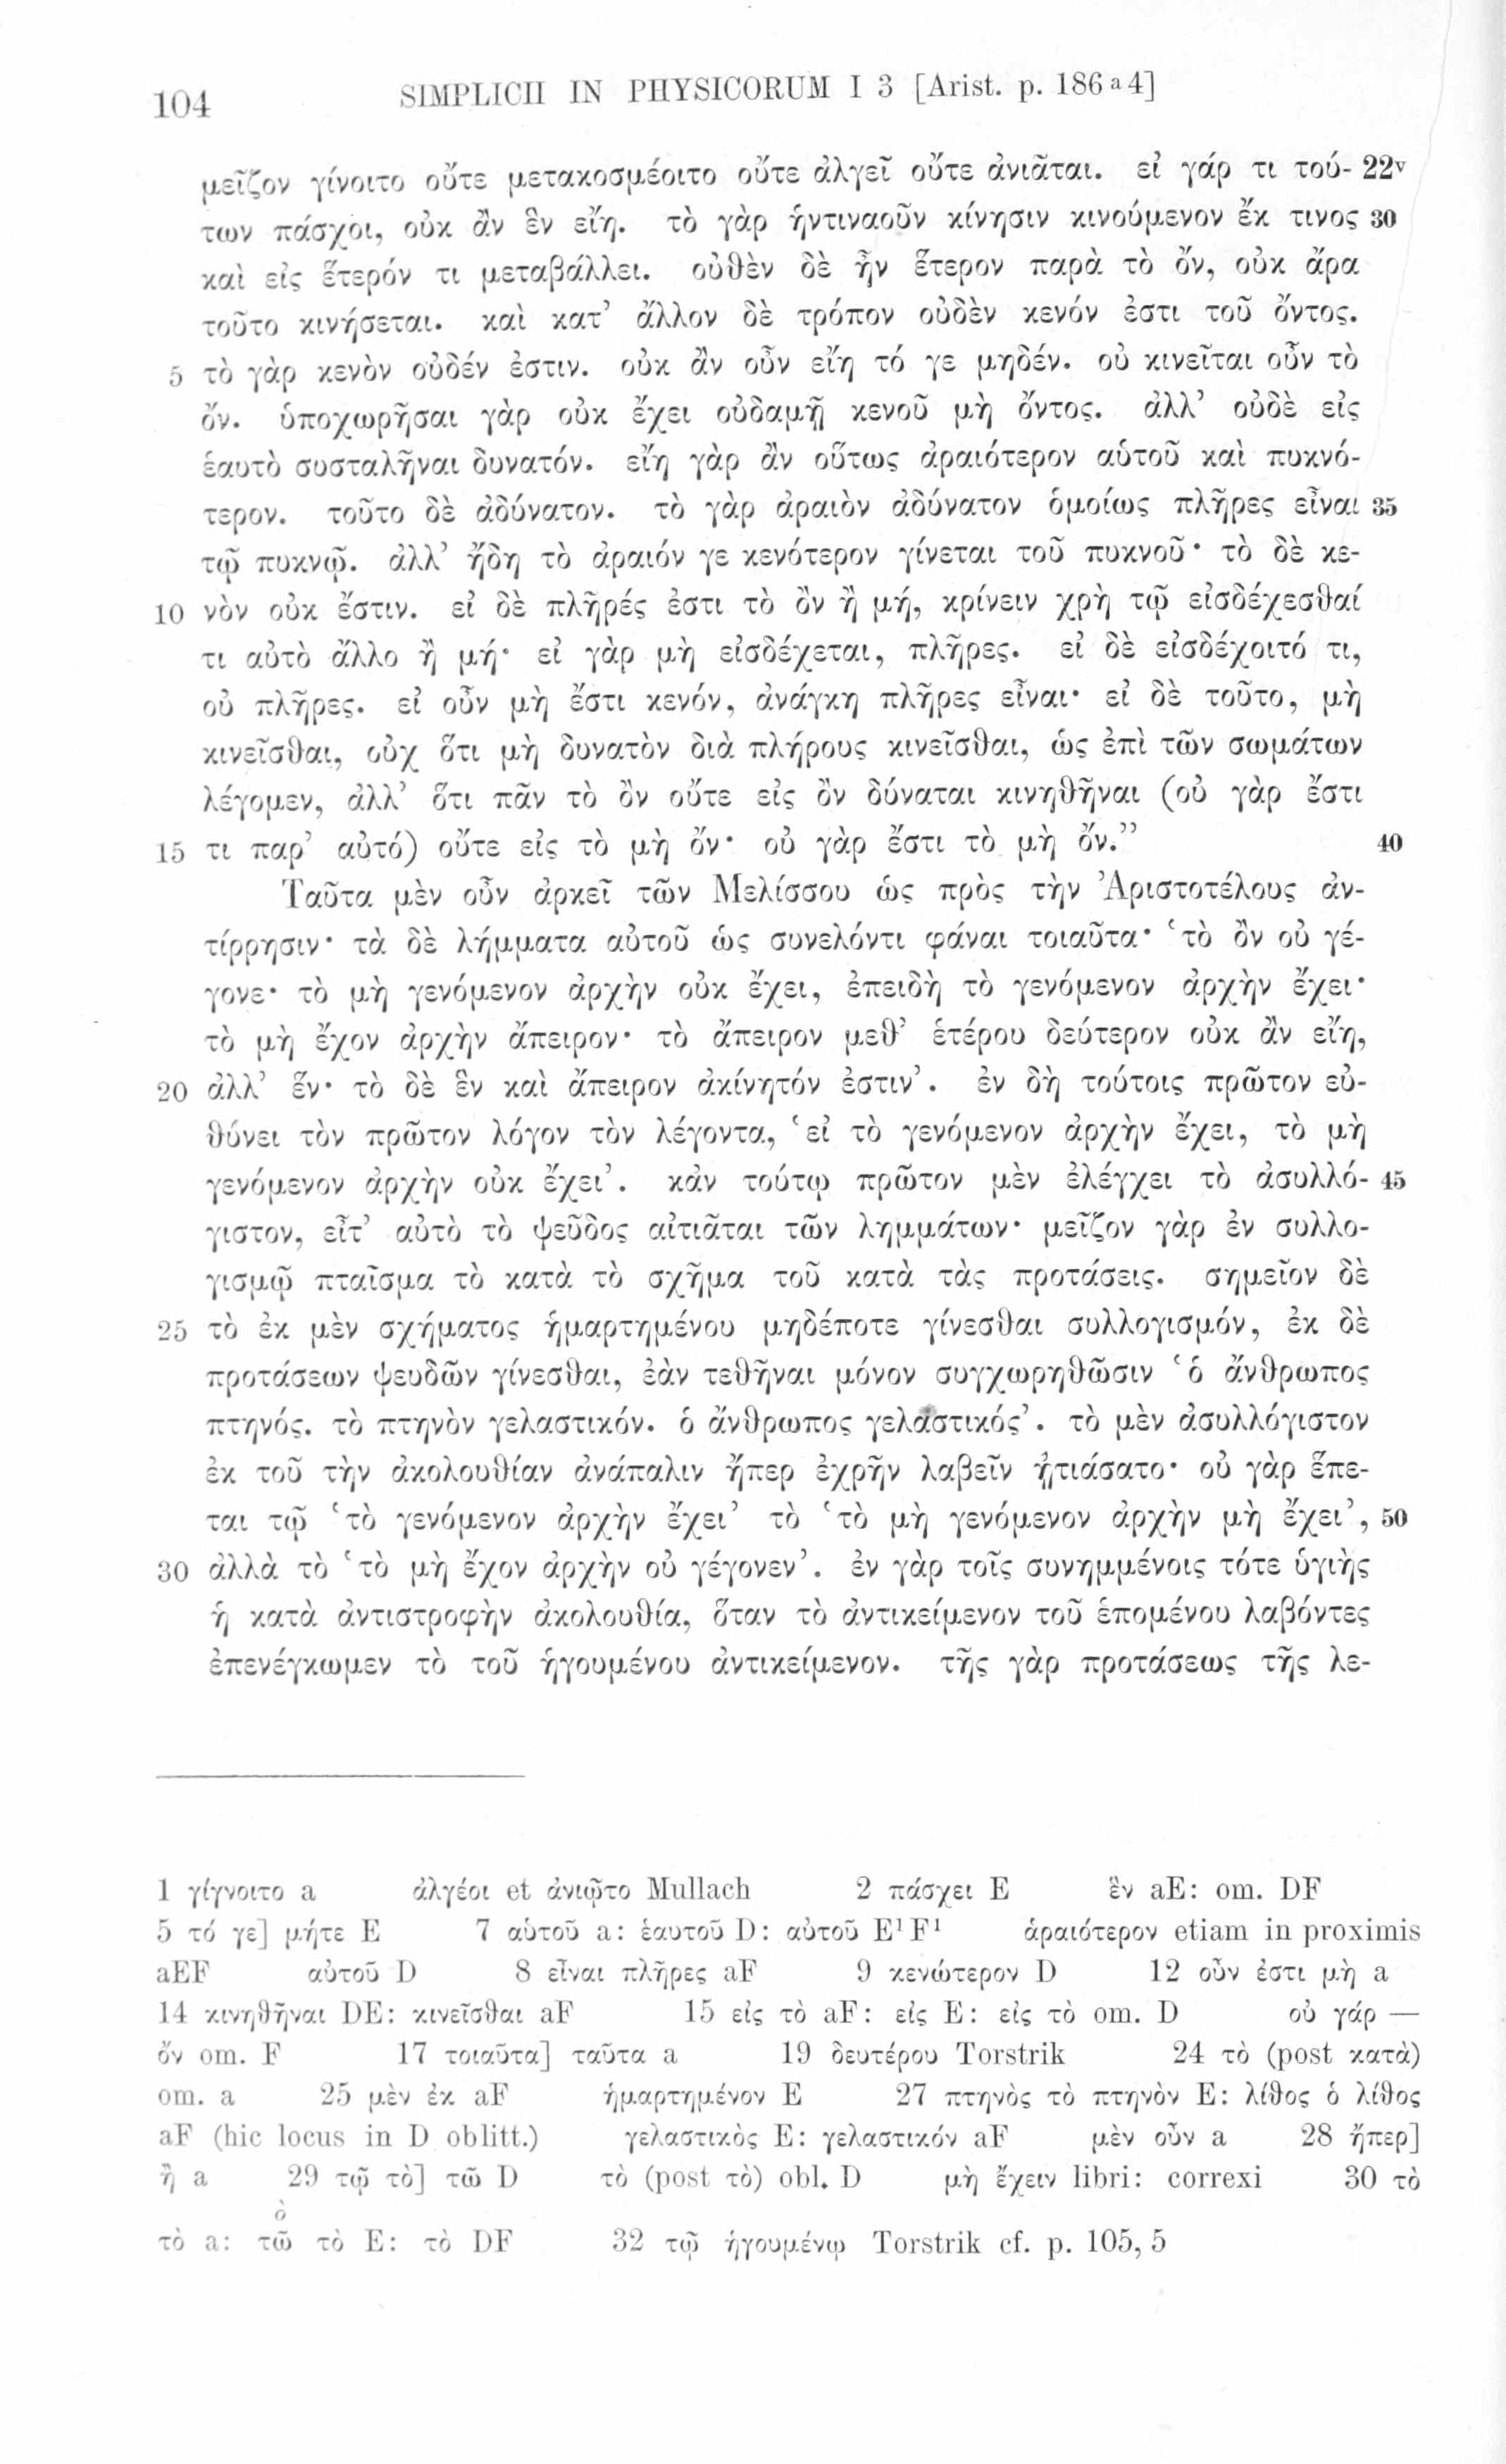 104 SIMPLICII IN PHYSICORUM I 3 [Arist. p. 186 a 4]
μεῖζον γίνοιτο οὔτε μετακοσμέοιτο οὔτε ἀλγεῖ οὔτε ἀνιᾶται. εἰ γάρ τι τού- 22v
των πάσχοι, οὐκ ἂν ἓν εἴη. τὸ γὰρ ἡντιναοῦν κίνησιν κινούμενον ἔκ τινος 30
καὶ εἰς ἕτερόν τι μεταβάλλει. οὐθὲν δὲ ἦν ἕτερον παρὰ τὸ ὄν, οὐκ ἄρα
τοῦτο κινήσεται. καὶ κατ’ ἄλλον δὲ τρόπον οὐδὲν κενόν ἐστι τοῦ ὄντος.
5 τὸ γὰρ κενὸν οὐδέν ἐστιν. οὐκ ἂν οὖν εἴη τό γε μηδέν. οὐ κινεῖται οὖν τὸ
ὄν. ὑποχωρῆσαι γὰρ οὐκ ἔχει οὐδαμῇ κενοῦ μὴ ὄντος. ἀλλ’ οὐδὲ εἰς
ἑαυτὸ συσταλῆναι δυνατόν. εἴη γὰρ ἂν οὕτως ἀραιότερον αὑτοῦ καὶ πυκνό-
τερον. τοῦτο δὲ ἀδύνατον. τὸ γὰρ ἀραιὸν ἀδύνατον ὁμοίως πλῆρες εἶναι 35
τῷ πυκνῷ. ἀλλ’ ἤδη τὸ ἀραιόν γε κενότερον γίνεται τοῦ πυκνοῦ· τὸ δὲ κε-
10 νὸν οὐκ ἔστιν. εἰ δὲ πλῆρές ἐστι τὸ ὂν ἢ μή, κρίνειν χρὴ τῷ εἰσδέχεσθαί
τι αὐτὸ ἄλλο ἢ μή· εἰ γὰρ μὴ εἰσδέχεται, πλῆρες. εἰ δὲ εἰσδέχοιτό τι,
οὐ πλῆρες. εἰ οὖν μὴ ἔστι κενόν, ἀνάγκη πλῆρες εἶναι· εἰ δὲ τοῦτο, μὴ
κινεῖσθαι, οὐχ ὅτι μὴ δυνατὸν διὰ πλήρους κινεῖσθαι, ὡς ἐπὶ τῶν σωμάτων
λέγομεν, ἀλλ’ ὅτι πᾶν τὸ ὂν οὔτε εἰς ὂν δύναται κινηθῆναι (οὐ γὰρ ἔστι
15 τι παρ’ αὐτό) οὔτε εἰς τὸ μὴ ὄν· οὐ γὰρ ἔστι τὸ μὴ ὄν.” 40
Ταῦτα μὲν οὖν ἀρκεῖ τῶν Μελίσσου ὡς πρὸς τὴν Ἀριστοτέλους ἀν-
τίρρησιν· τὰ δὲ λήμματα αὐτοῦ ὡς συνελόντι φάναι τοιαῦτα· ‘τὸ ὂν οὐ γέ-
γονε· τὸ μὴ γενόμενον ἀρχὴν οὐκ ἔχει, ἐπειδὴ τὸ γενόμενον ἀρχὴν ἔχει·
τὸ μὴ ἔχον ἀρχὴν ἄπειρον· τὸ ἄπειρον μεθ’ ἑτέρου δεύτερον οὐκ ἂν εἴη,
20 ἀλλ’ ἕν· τὸ δὲ ἓν καὶ ἄπειρον ἀκίνητόν ἐστιν’. ἐν δὴ τούτοις πρῶτον εὐ-
θύνει τὸν πρῶτον λόγον τὸν λέγοντα, ‘εἰ τὸ γενόμενον ἀρχὴν ἔχει, τὸ μὴ
γενόμενον ἀρχὴν οὐκ ἔχει’. κἀν τούτῳ πρῶτον μὲν ἐλέγχει τὸ ἀσυλλό- 45
γιστον, εἶτ’ αὐτὸ τὸ ψεῦδος αἰτιᾶται τῶν λημμάτων· μεῖζον γὰρ ἐν συλλο-
γισμῷ πταῖσμα τὸ κατὰ τὸ σχῆμα τοῦ κατὰ τὰς προτάσεις. σημεῖον δὲ
25 τὸ ἐκ μὲν σχήματος ἡμαρτημένου μηδέποτε γίνεσθαι συλλογισμόν, ἐκ δὲ
προτάσεων ψευδῶν γίνεσθαι, ἐὰν τεθῆναι μόνον συγχωρηθῶσιν ‘ὁ ἄνθρωπος
πτηνός. τὸ πτηνὸν γελαστικόν. ὁ ἄνθρωπος γελαστικός’. τὸ μὲν ἀσυλλόγιστον
ἐκ τοῦ τὴν ἀκολουθίαν ἀνάπαλιν ἤπερ ἐχρῆν λαβεῖν ᾐτιάσατο· οὐ γὰρ ἕπε-
ται τῷ ‘τὸ γενόμενον ἀρχὴν ἔχει’ τὸ ‘τὸ μὴ γενόμενον ἀρχὴν μὴ ἔχει’, 50
30 ἀλλὰ τὸ ‘τὸ μὴ ἔχον ἀρχὴν οὐ γέγονεν’. ἐν γὰρ τοῖς συνημμένοις τότε ὑγιὴς
ἡ κατὰ ἀντιστροφὴν ἀκολουθία, ὅταν τὸ ἀντικείμενον τοῦ ἑπομένου λαβόντες
ἐπενέγκωμεν τὸ τοῦ ἡγουμένου ἀντικείμενον. τῆς γὰρ προτάσεως τῆς λε-
1 γίγνοιτο a ἀλγέοι et ἀνιῷτο Mullach 2 πάσχει E ἓν aE: om. DF
5 τό γε] μήτε E 7 αὑτοῦ a: ἑαυτοῦ D: αὐτοῦ E¹F¹ ἁραιότερον etiam in proximis
aEF αὐτοῦ D 8 εἶναι πλῆρες aF 9 κενώτερον D 12 οὖν ἐστι μὴ a
14 κινηθῆναι DE: κινεῖσθαι aF 15 εἰς τὸ aF: εἰς E: εἰς τὸ om. D οὐ γάρ —
ὄν om. F 17 τοιαῦτα] ταῦτα a 19 δευτέρου Torstrik 24 τὸ (post κατὰ)
om. a 25 μὲν ἐκ aF ἡμαρτημένον E 27 πτηνὸς τὸ πτηνὸν E: λίθος ὁ λίθος
aF (hic locus in D oblitt.) γελαστικὸς E: γελαστικόν aF μὲν οὖν a 28 ἤπερ]
ἢ a 29 τῷ τὸ] τῶ D τὸ (post τὸ) obl. D μὴ ἔχειν libri: correxi 30 τὸ
τὸ a: τῶ̀ τὸ E: τὸ DF 32 τῷ ἡγουμένῳ Torstrik cf. p. 105, 5